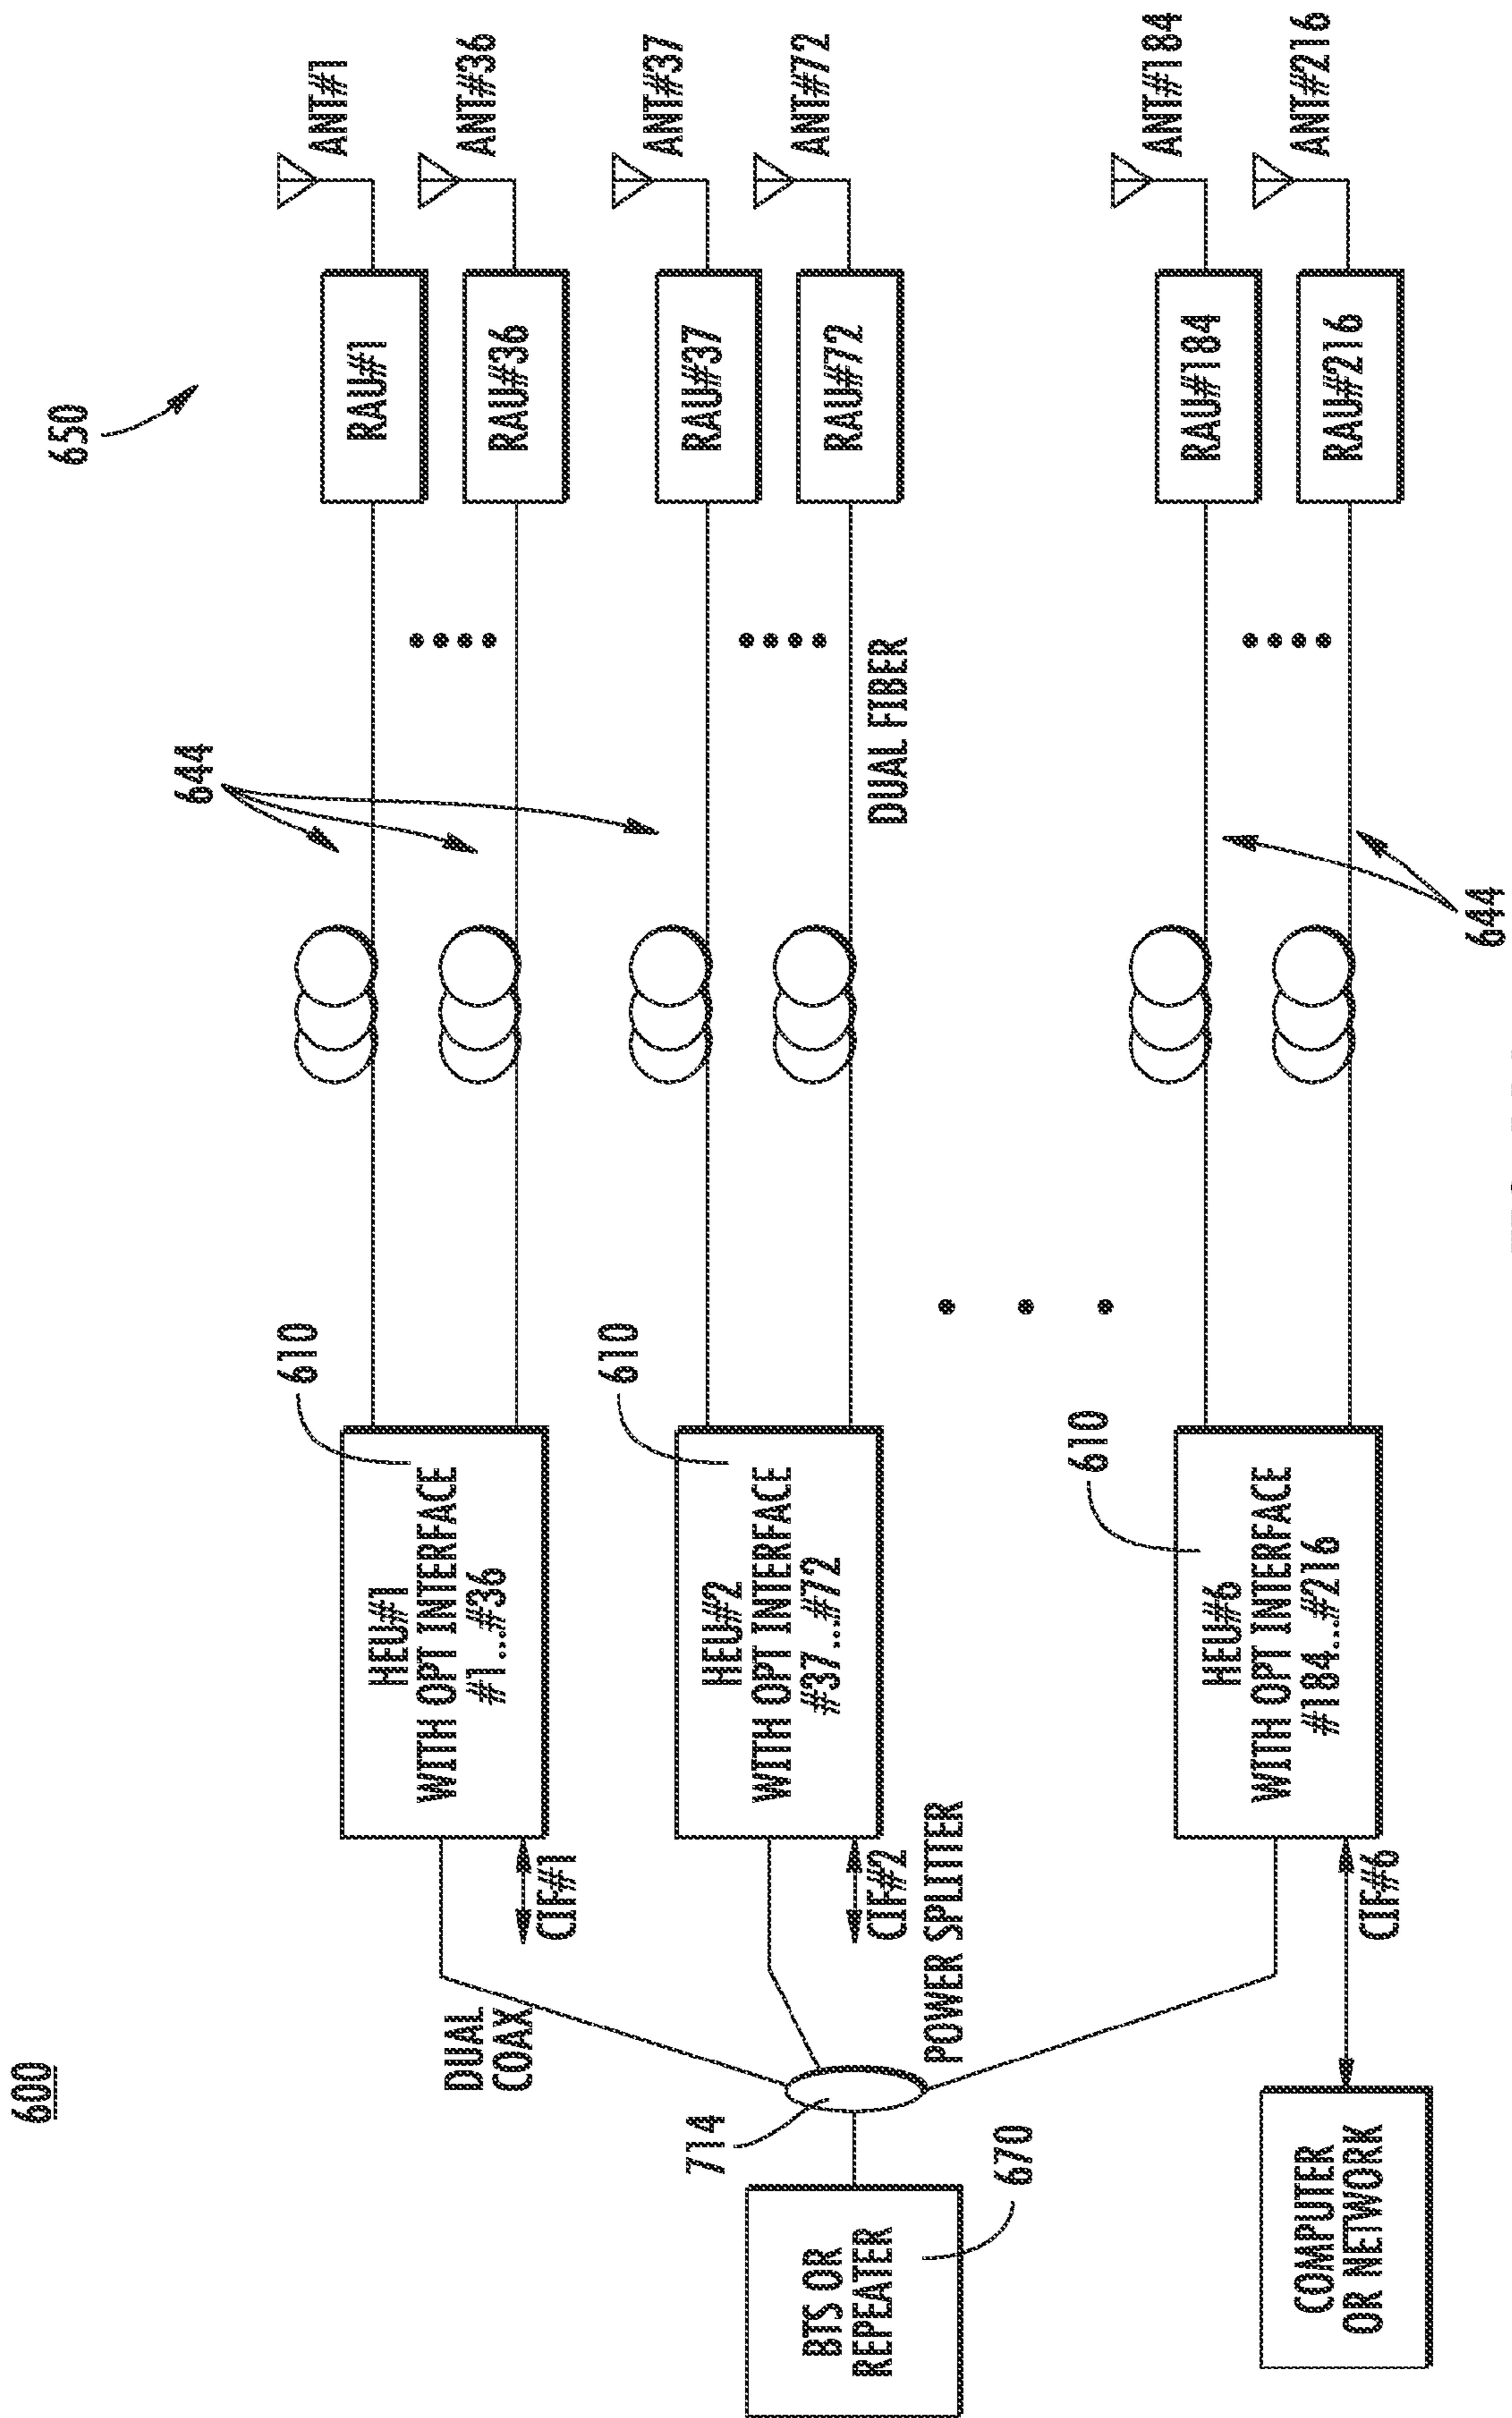 600
650
BTS OR
REPEATER
670
714
DUAL
COAX
POWER SPLITTER
COMPUTER
OR NETWORK
HEU#1
WITH OPT INTERFACE
#1...#36
610
CIF#1
HEU#2
WITH OPT INTERFACE
#37...#72
610
CIF#2
HEU#6
WITH OPT INTERFACE
#184...#216
610
CIF#6
644
DUAL FIBER
644
RAU#1
ANT#1
RAU#36
ANT#36
RAU#37
ANT#37
RAU#72
ANT#72
RAU#184
ANT#184
RAU#216
ANT#216